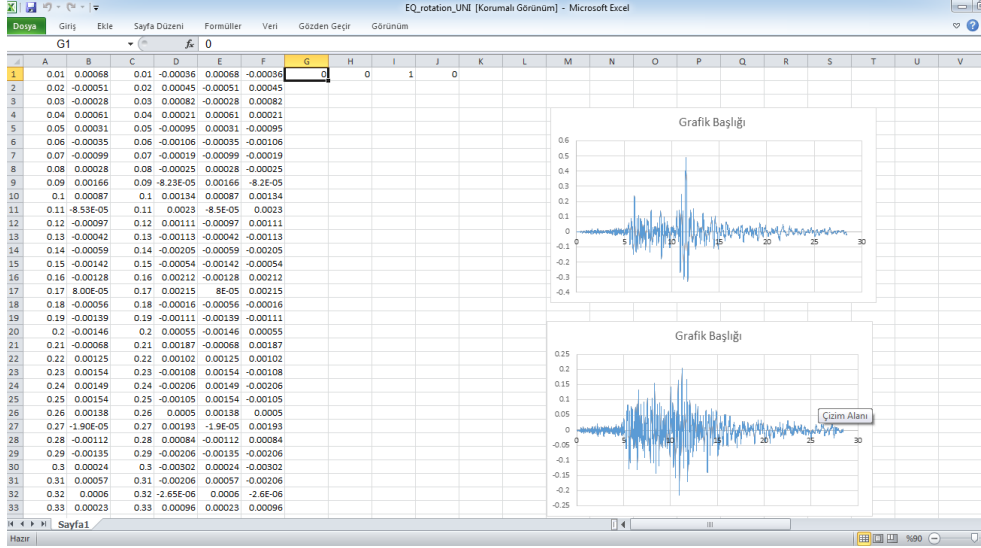 EQ_rotation_UNI [Korumalı Görünüm] - Microsoft Excel
Dosya Giriş Ekle Sayfa Düzeni Formüller Veri Gözden Geçir Görünüm
G1 fx 0
A B C D E F G H I J K L M N O P Q R S T U V
1 0.01 0.00068 0.01 -0.00036 0.00068 -0.00036 0 0 1 0
2 0.02 -0.00051 0.02 0.00045 -0.00051 0.00045
3 0.03 -0.00028 0.03 0.00082 -0.00028 0.00082
4 0.04 0.00061 0.04 0.00021 0.00061 0.00021
5 0.05 0.00031 0.05 -0.00095 0.00031 -0.00095
6 0.06 -0.00035 0.06 -0.00106 -0.00035 -0.00106
7 0.07 -0.00099 0.07 -0.00019 -0.00099 -0.00019
8 0.08 0.00028 0.08 -0.00025 0.00028 -0.00025
9 0.09 0.00166 0.09 -8.23E-05 0.00166 -8.2E-05
10 0.1 0.00087 0.1 0.00134 0.00087 0.00134
11 0.11 -8.53E-05 0.11 0.0023 -8.5E-05 0.0023
12 0.12 -0.00097 0.12 0.00111 -0.00097 0.00111
13 0.13 -0.00042 0.13 -0.00113 -0.00042 -0.00113
14 0.14 -0.00059 0.14 -0.00205 -0.00059 -0.00205
15 0.15 -0.00142 0.15 -0.00054 -0.00142 -0.00054
16 0.16 -0.00128 0.16 0.00212 -0.00128 0.00212
17 0.17 8.00E-05 0.17 0.00215 8E-05 0.00215
18 0.18 -0.00056 0.18 -0.00016 -0.00056 -0.00016
19 0.19 -0.00139 0.19 -0.00111 -0.00139 -0.00111
20 0.2 -0.00146 0.2 0.00055 -0.00146 0.00055
21 0.21 -0.00068 0.21 0.00187 -0.00068 0.00187
22 0.22 0.00125 0.22 0.00102 0.00125 0.00102
23 0.23 0.00154 0.23 -0.00108 0.00154 -0.00108
24 0.24 0.00149 0.24 -0.00206 0.00149 -0.00206
25 0.25 0.00154 0.25 -0.00105 0.00154 -0.00105
26 0.26 0.00138 0.26 0.0005 0.00138 0.0005
27 0.27 -1.90E-05 0.27 0.00193 -1.9E-05 0.00193
28 0.28 -0.00112 0.28 0.00084 -0.00112 0.00084
29 0.29 -0.00135 0.29 -0.00206 -0.00135 -0.00206
30 0.3 0.00024 0.3 -0.00302 0.00024 -0.00302
31 0.31 0.00057 0.31 -0.00206 0.00057 -0.00206
32 0.32 0.0006 0.32 -2.65E-06 0.0006 -2.6E-06
33 0.33 0.00023 0.33 0.00096 0.00023 0.00096
Grafik Başlığı
0.6
0.5
0.4
0.3
0.2
0.1
0
-0.1
-0.2
-0.3
-0.4
0 5 10 15 20 25 30
Grafik Başlığı
0.25
0.2
0.15
0.1
0.05
0
-0.05
-0.1
-0.15
-0.2
-0.25
0 5 10 15 20 25 30
Çizim Alanı
Sayfa1
Hazır %90